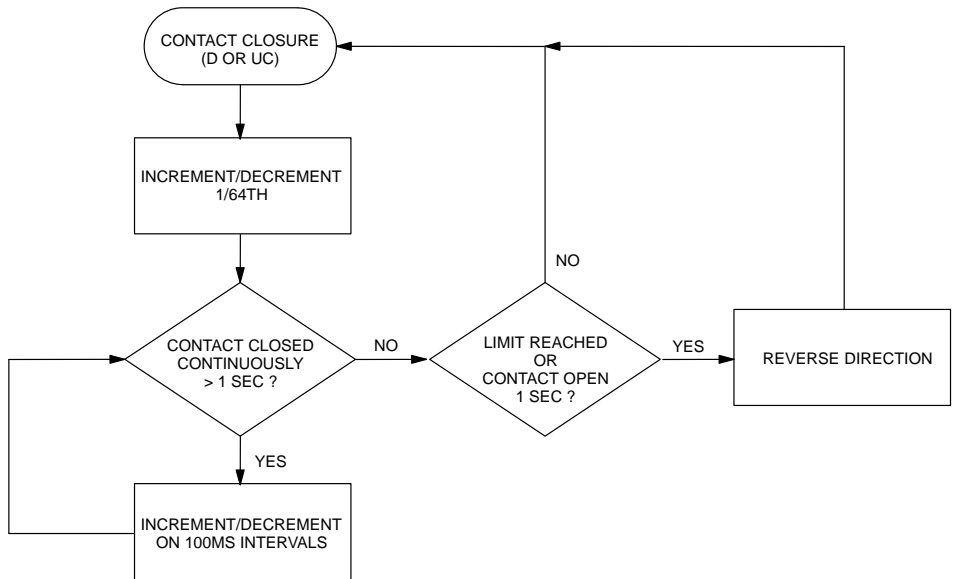 CONTACT CLOSURE
(D OR UC)
INCREMENT/DECREMENT
1/64TH
NO
CONTACT CLOSED
CONTINUOUSLY
> 1 SEC ?
NO
LIMIT REACHED
OR
CONTACT OPEN
1 SEC ?
YES
REVERSE DIRECTION
YES
INCREMENT/DECREMENT
ON 100MS INTERVALS